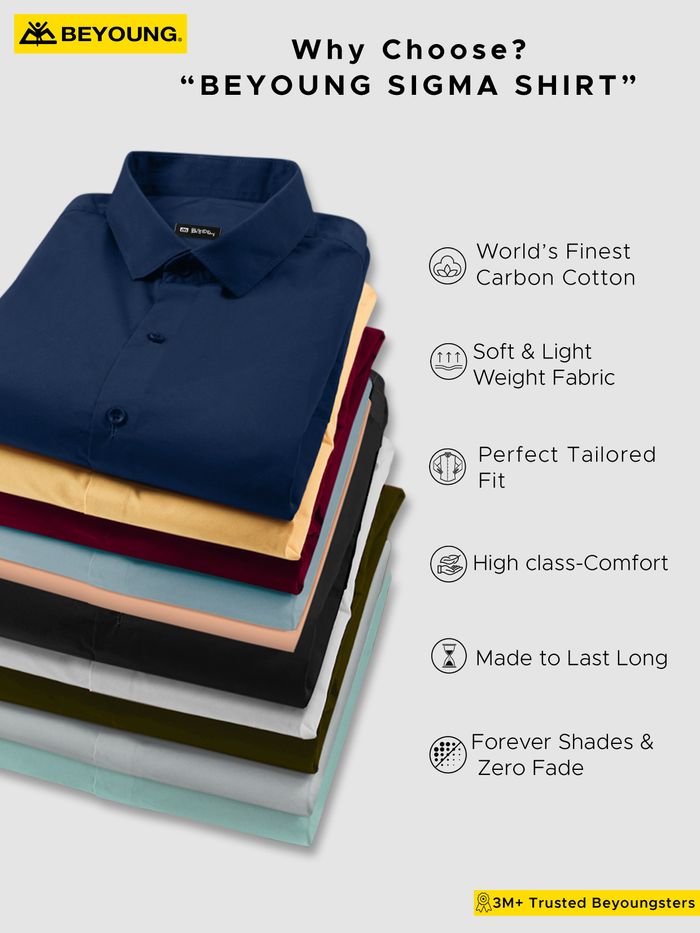 BEYOUNG®
Why Choose?
“BEYOUNG SIGMA SHIRT”
World’s Finest
Carbon Cotton
Soft & Light
Weight Fabric
Perfect Tailored
Fit
High class-Comfort
Made to Last Long
Forever Shades &
Zero Fade
3M+ Trusted Beyoungsters